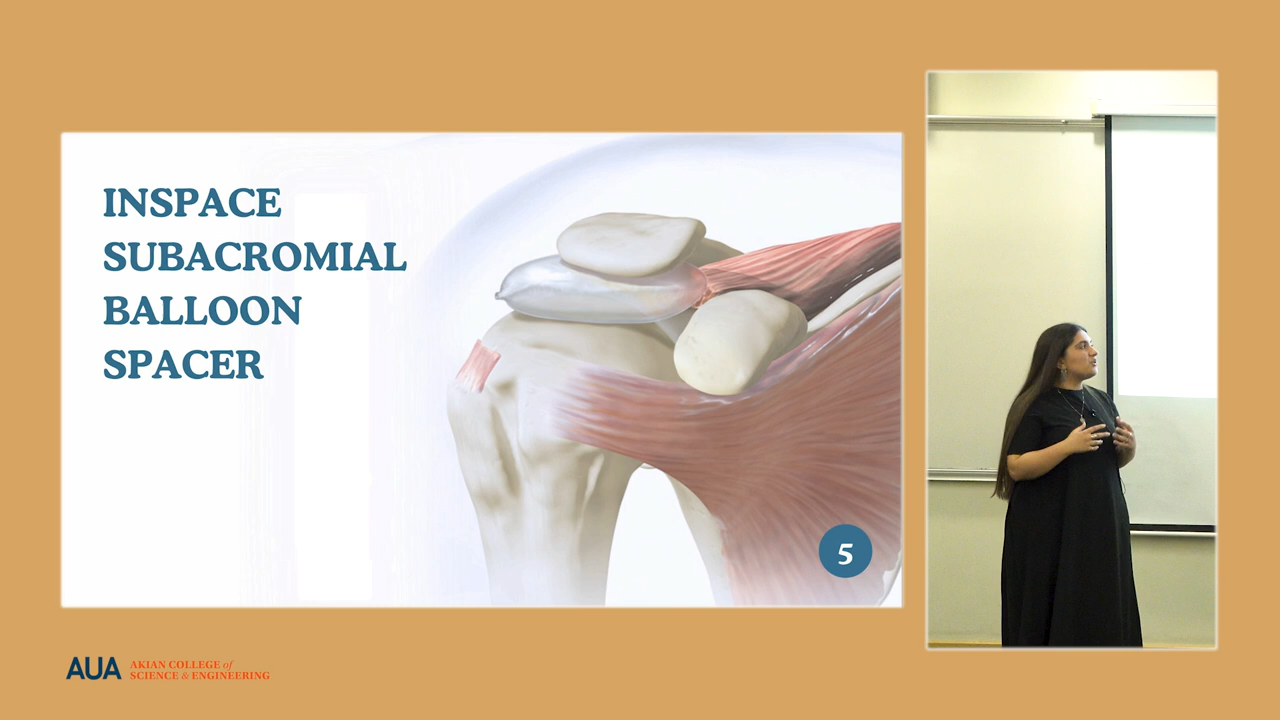 INSPACE
SUBACROMIAL
BALLOON
SPACER
5
AUA
AKIAN COLLEGE of
SCIENCE & ENGINEERING